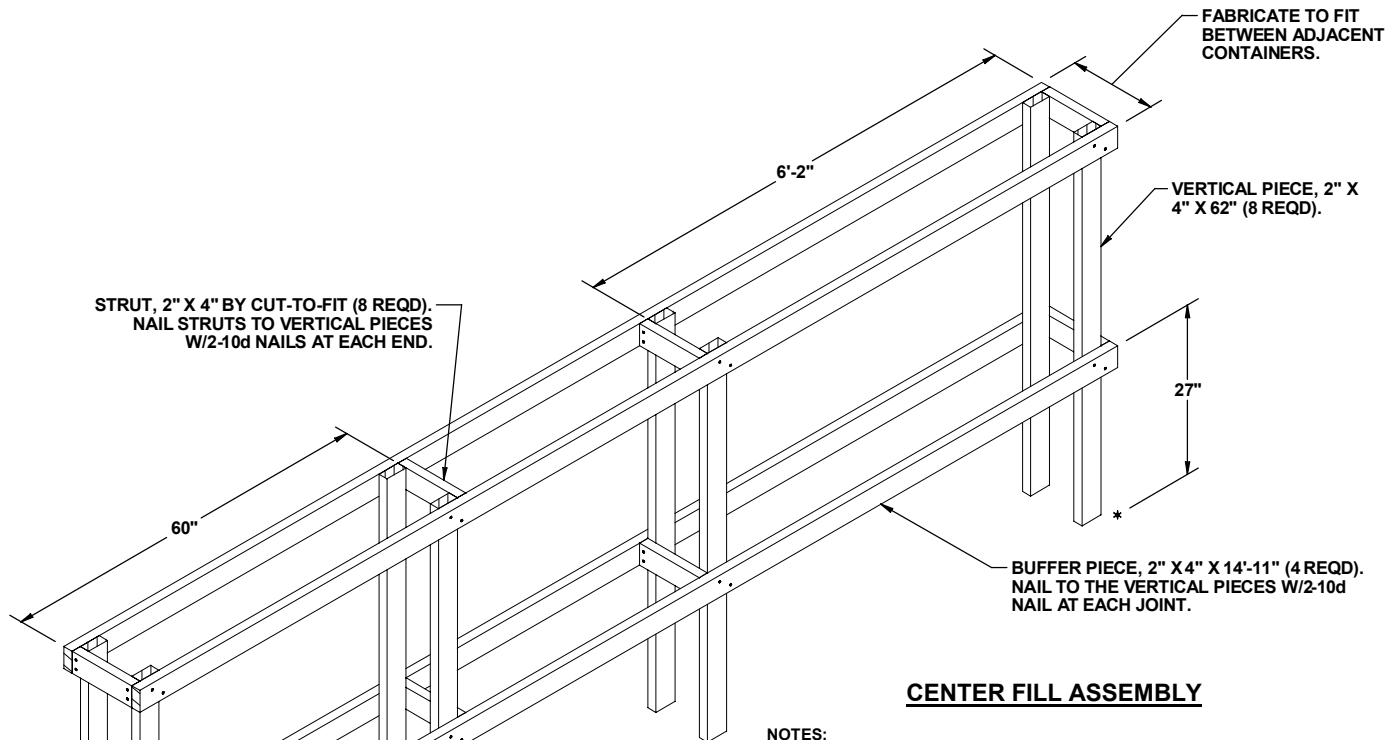 FABRICATE TO FIT
BETWEEN ADJACENT
CONTAINERS.
6'-2"
VERTICAL PIECE, 2" X
4" X 62" (8 REQD).
STRUT, 2" X 4" BY CUT-TO-FIT (8 REQD).
NAIL STRUTS TO VERTICAL PIECES
W/2-10d NAILS AT EACH END.
27"
60"
*
BUFFER PIECE, 2" X 4" X 14'-11" (4 REQD).
NAIL TO THE VERTICAL PIECES W/2-10d
NAIL AT EACH JOINT.
CENTER FILL ASSEMBLY
NOTES: